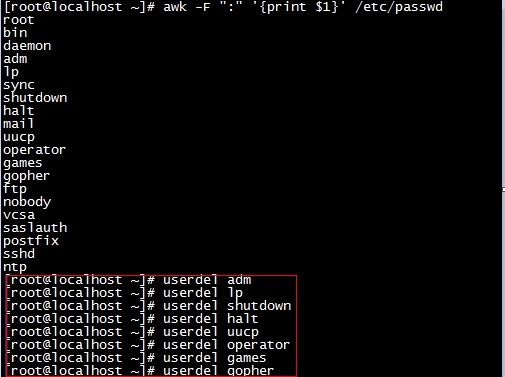 [root@localhost ~]# awk -F ":" '{print $1}' /etc/passwd
root
bin
daemon
adm
lp
sync
shutdown
halt
mail
uucp
operator
games
gopher
ftp
nobody
vcsa
saslauth
postfix
sshd
ntp
[root@localhost ~]# userdel adm
[root@localhost ~]# userdel lp
[root@localhost ~]# userdel shutdown
[root@localhost ~]# userdel halt
[root@localhost ~]# userdel uucp
[root@localhost ~]# userdel operator
[root@localhost ~]# userdel games
[root@localhost ~]# userdel gopher